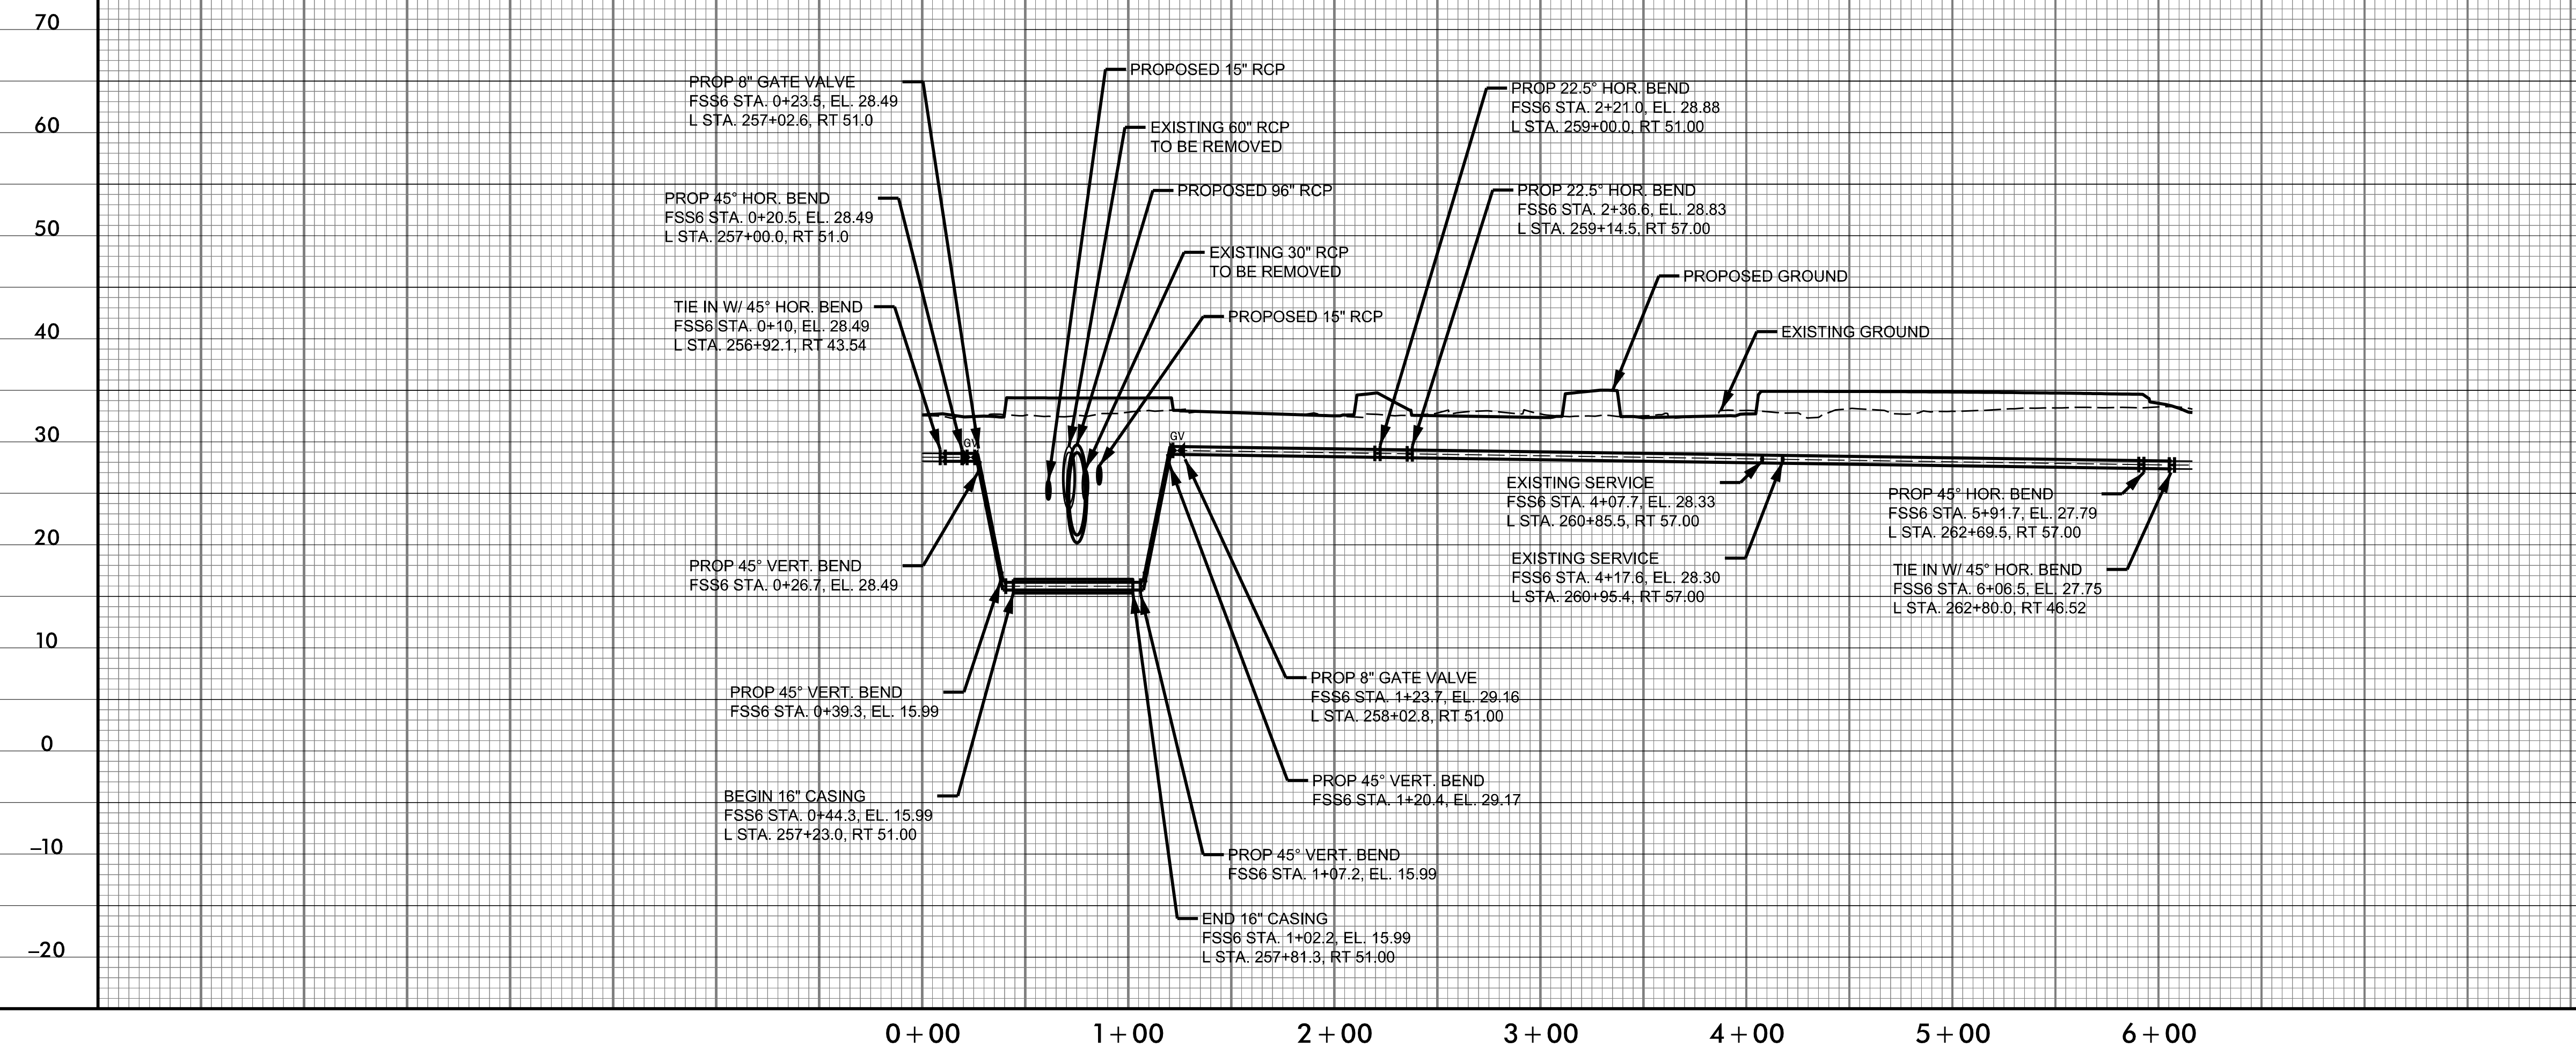 70
60
50
40
30
20
10
0
–10
–20
PROP 8" GATE VALVE
FSS6 STA. 0+23.5, EL. 28.49
L STA. 257+02.6, RT 51.0
PROP 45° HOR. BEND
FSS6 STA. 0+20.5, EL. 28.49
L STA. 257+00.0, RT 51.0
TIE IN W/ 45° HOR. BEND
FSS6 STA. 0+10, EL. 28.49
L STA. 256+92.1, RT 43.54
PROPOSED 15" RCP
EXISTING 60" RCP
TO BE REMOVED
PROPOSED 96" RCP
EXISTING 30" RCP
TO BE REMOVED
PROPOSED 15" RCP
PROP 22.5° HOR. BEND
FSS6 STA. 2+21.0, EL. 28.88
L STA. 259+00.0, RT 51.00
PROP 22.5° HOR. BEND
FSS6 STA. 2+36.6, EL. 28.83
L STA. 259+14.5, RT 57.00
PROPOSED GROUND
EXISTING GROUND
GV
GV
PROP 45° VERT. BEND
FSS6 STA. 0+26.7, EL. 28.49
PROP 45° VERT. BEND
FSS6 STA. 0+39.3, EL. 15.99
BEGIN 16" CASING
FSS6 STA. 0+44.3, EL. 15.99
L STA. 257+23.0, RT 51.00
EXISTING SERVICE
FSS6 STA. 4+07.7, EL. 28.33
L STA. 260+85.5, RT 57.00
EXISTING SERVICE
FSS6 STA. 4+17.6, EL. 28.30
L STA. 260+95.4, RT 57.00
PROP 45° HOR. BEND
FSS6 STA. 5+91.7, EL. 27.79
L STA. 262+69.5, RT 57.00
TIE IN W/ 45° HOR. BEND
FSS6 STA. 6+06.5, EL. 27.75
L STA. 262+80.0, RT 46.52
PROP 8" GATE VALVE
FSS6 STA. 1+23.7, EL. 29.16
L STA. 258+02.8, RT 51.00
PROP 45° VERT. BEND
FSS6 STA. 1+20.4, EL. 29.17
PROP 45° VERT. BEND
FSS6 STA. 1+07.2, EL. 15.99
END 16" CASING
FSS6 STA. 1+02.2, EL. 15.99
L STA. 257+81.3, RT 51.00
0+00 1+00 2+00 3+00 4+00 5+00 6+00